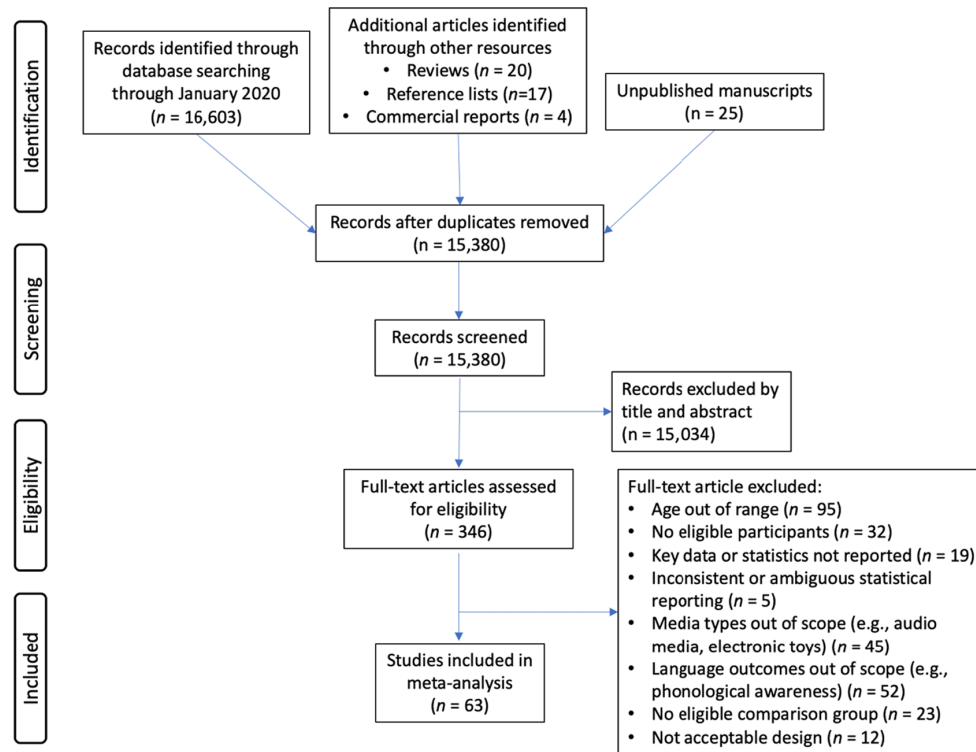 Identification
Records identified through
database searching
through January 2020
(n = 16,603)
Additional articles identified
through other resources
• Reviews (n = 20)
• Reference lists (n=17)
• Commercial reports (n = 4)
Unpublished manuscripts
(n = 25)
Records after duplicates removed
(n = 15,380)
Screening
Records screened
(n = 15,380)
Records excluded by
title and abstract
(n = 15,034)
Eligibility
Full-text articles assessed
for eligibility
(n = 346)
Full-text article excluded:
• Age out of range (n = 95)
• No eligible participants (n = 32)
• Key data or statistics not reported (n = 19)
• Inconsistent or ambiguous statistical
reporting (n = 5)
• Media types out of scope (e.g., audio
media, electronic toys) (n = 45)
• Language outcomes out of scope (e.g.,
phonological awareness) (n = 52)
• No eligible comparison group (n = 23)
• Not acceptable design (n = 12)
Included
Studies included in
meta-analysis
(n = 63)